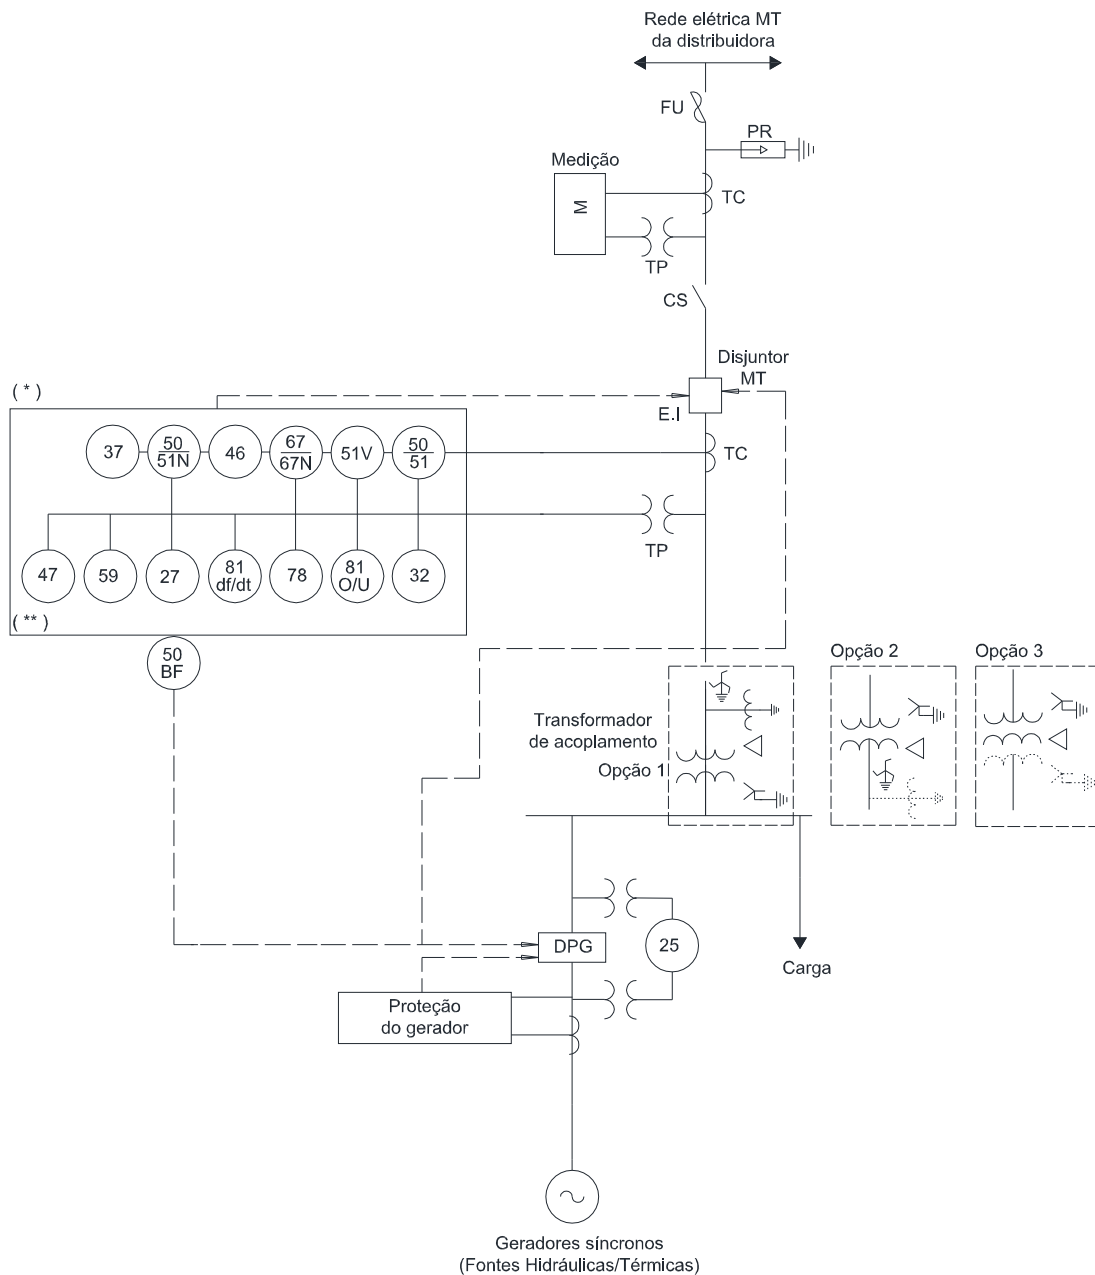 Rede elétrica MT
da distribuidora
FU
PR
Medição
M
TC
TP
CS
Disjuntor
MT
E.I
( * )
37
50
51N
46
67
67N
51V
50
51
TC
TP
47
59
27
81
df/dt
78
81
O/U
32
( ** )
50
BF
Opção 2
Opção 3
Transformador
de acoplamento
Opção 1
DPG
25
Carga
Proteção
do gerador
Geradores síncronos
(Fontes Hidráulicas/Térmicas)